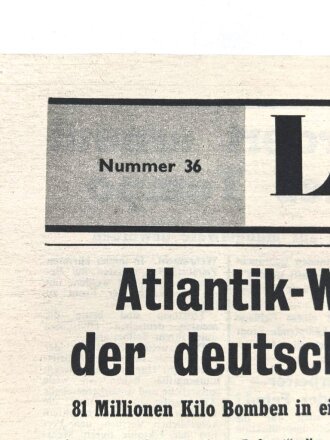 Nummer 36
L
Atlantik-W
der deutsch
81 Millionen Kilo Bomben in ei